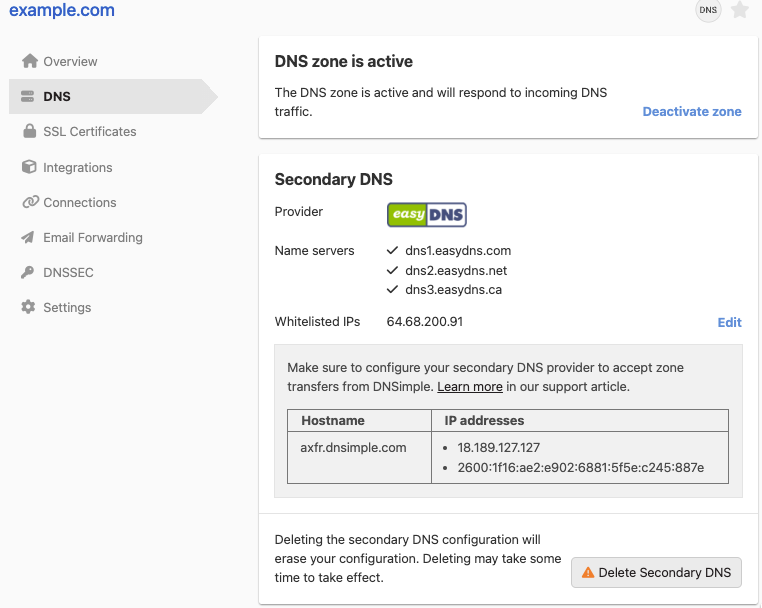 example.com
DNS
Overview
DNS
SSL Certificates
Integrations
Connections
Email Forwarding
DNSSEC
Settings
DNS zone is active
The DNS zone is active and will respond to incoming DNS
traffic.
Deactivate zone
Secondary DNS
Provider
easyDNS
Name servers
dns1.easydns.com
dns2.easydns.net
dns3.easydns.ca
Whitelisted IPs
64.68.200.91
Edit
Make sure to configure your secondary DNS provider to accept zone
transfers from DNSimple. Learn more in our support article.
Hostname
IP addresses
axfr.dnsimple.com
• 18.189.127.127
• 2600:1f16:ae2:e902:6881:5f5e:c245:887e
Deleting the secondary DNS configuration will
erase your configuration. Deleting may take some
time to take effect.
Delete Secondary DNS